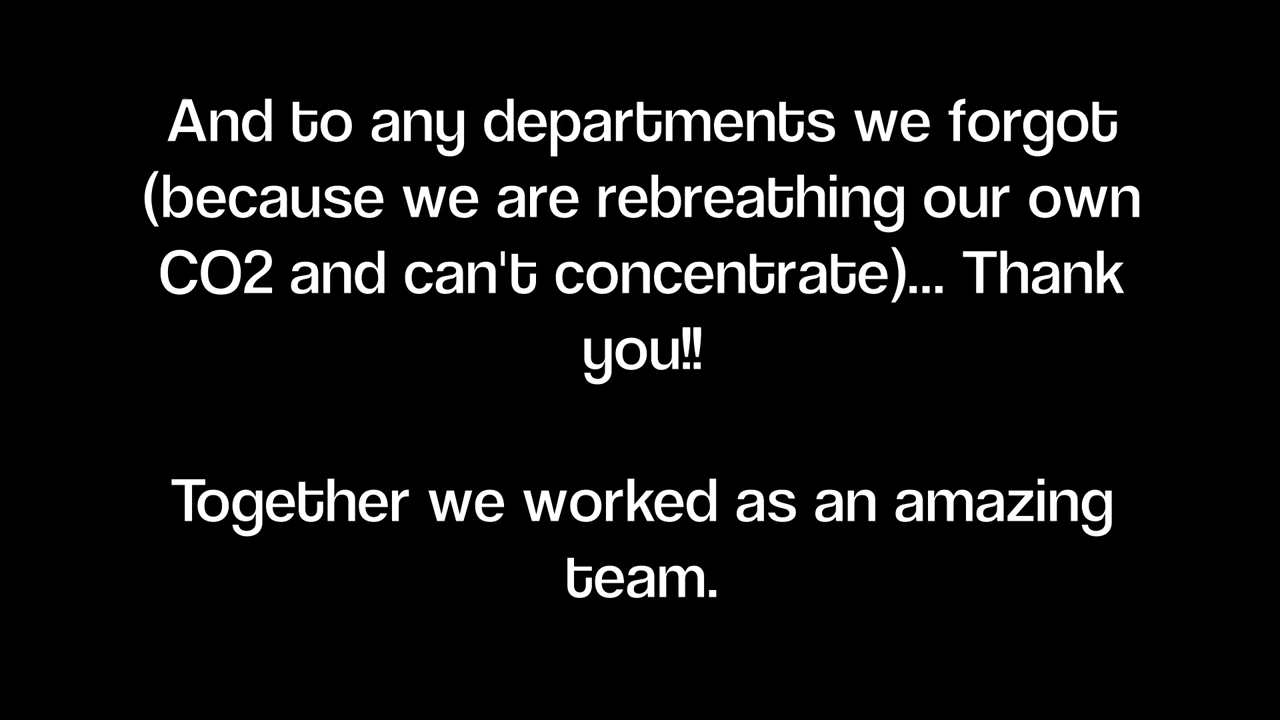 And to any departments we forgot
(because we are rebreathing our own
CO2 and can't concentrate)... Thank
you!!
Together we worked as an amazing
team.